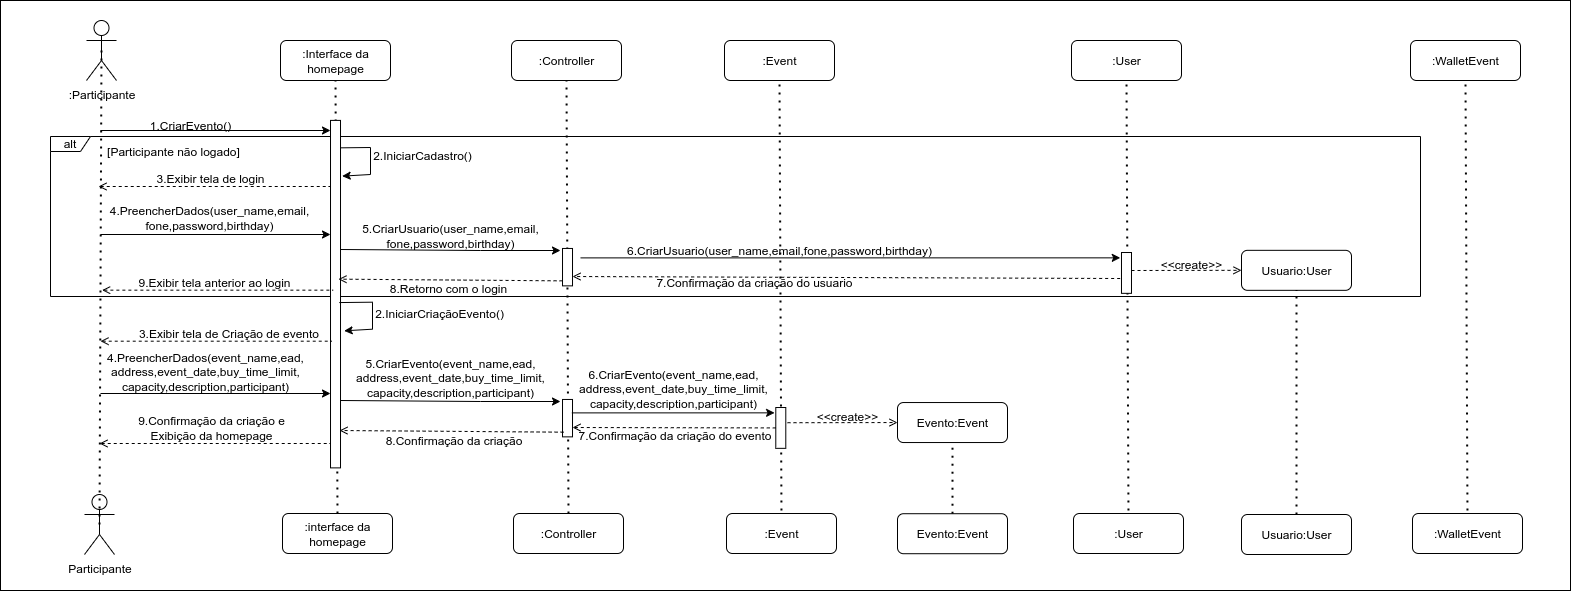 :Interface da
homepage
:Controller
:Event
:User
:WalletEvent
:Participante
1.CriarEvento()
alt
[Participante não logado]
2.IniciarCadastro()
3.Exibir tela de login
4.PreencherDados(user_name,email,
fone,password,birthday)
5.CriarUsuario(user_name,email,
fone,password,birthday)
6.CriarUsuario(user_name,email,fone,password,birthday)
<<create>>
Usuario:User
7.Confirmação da criação do usuario
8.Retorno com o login
9.Exibir tela anterior ao login
2.IniciarCriaçãoEvento()
3.Exibir tela de Criação de evento
4.PreencherDados(event_name,ead,
address,event_date,buy_time_limit,
capacity,description,participant)
5.CriarEvento(event_name,ead,
address,event_date,buy_time_limit,
capacity,description,participant)
6.CriarEvento(event_name,ead,
address,event_date,buy_time_limit,
capacity,description,participant)
<<create>>
Evento:Event
7.Confirmação da criação do evento
8.Confirmação da criação
9.Confirmação da criação e
Exibição da homepage
:interface da
homepage
:Controller
:Event
Evento:Event
:User
Usuario:User
:WalletEvent
Participante